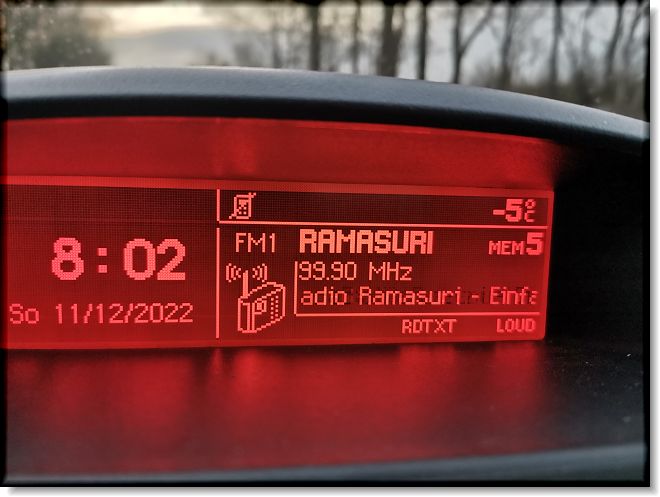 -5°C
8:02
So 11/12/2022
FM1 RAMASURI MEM5
99.90 MHz
adio Ramasuri - Einfa
RDTXT LOUD